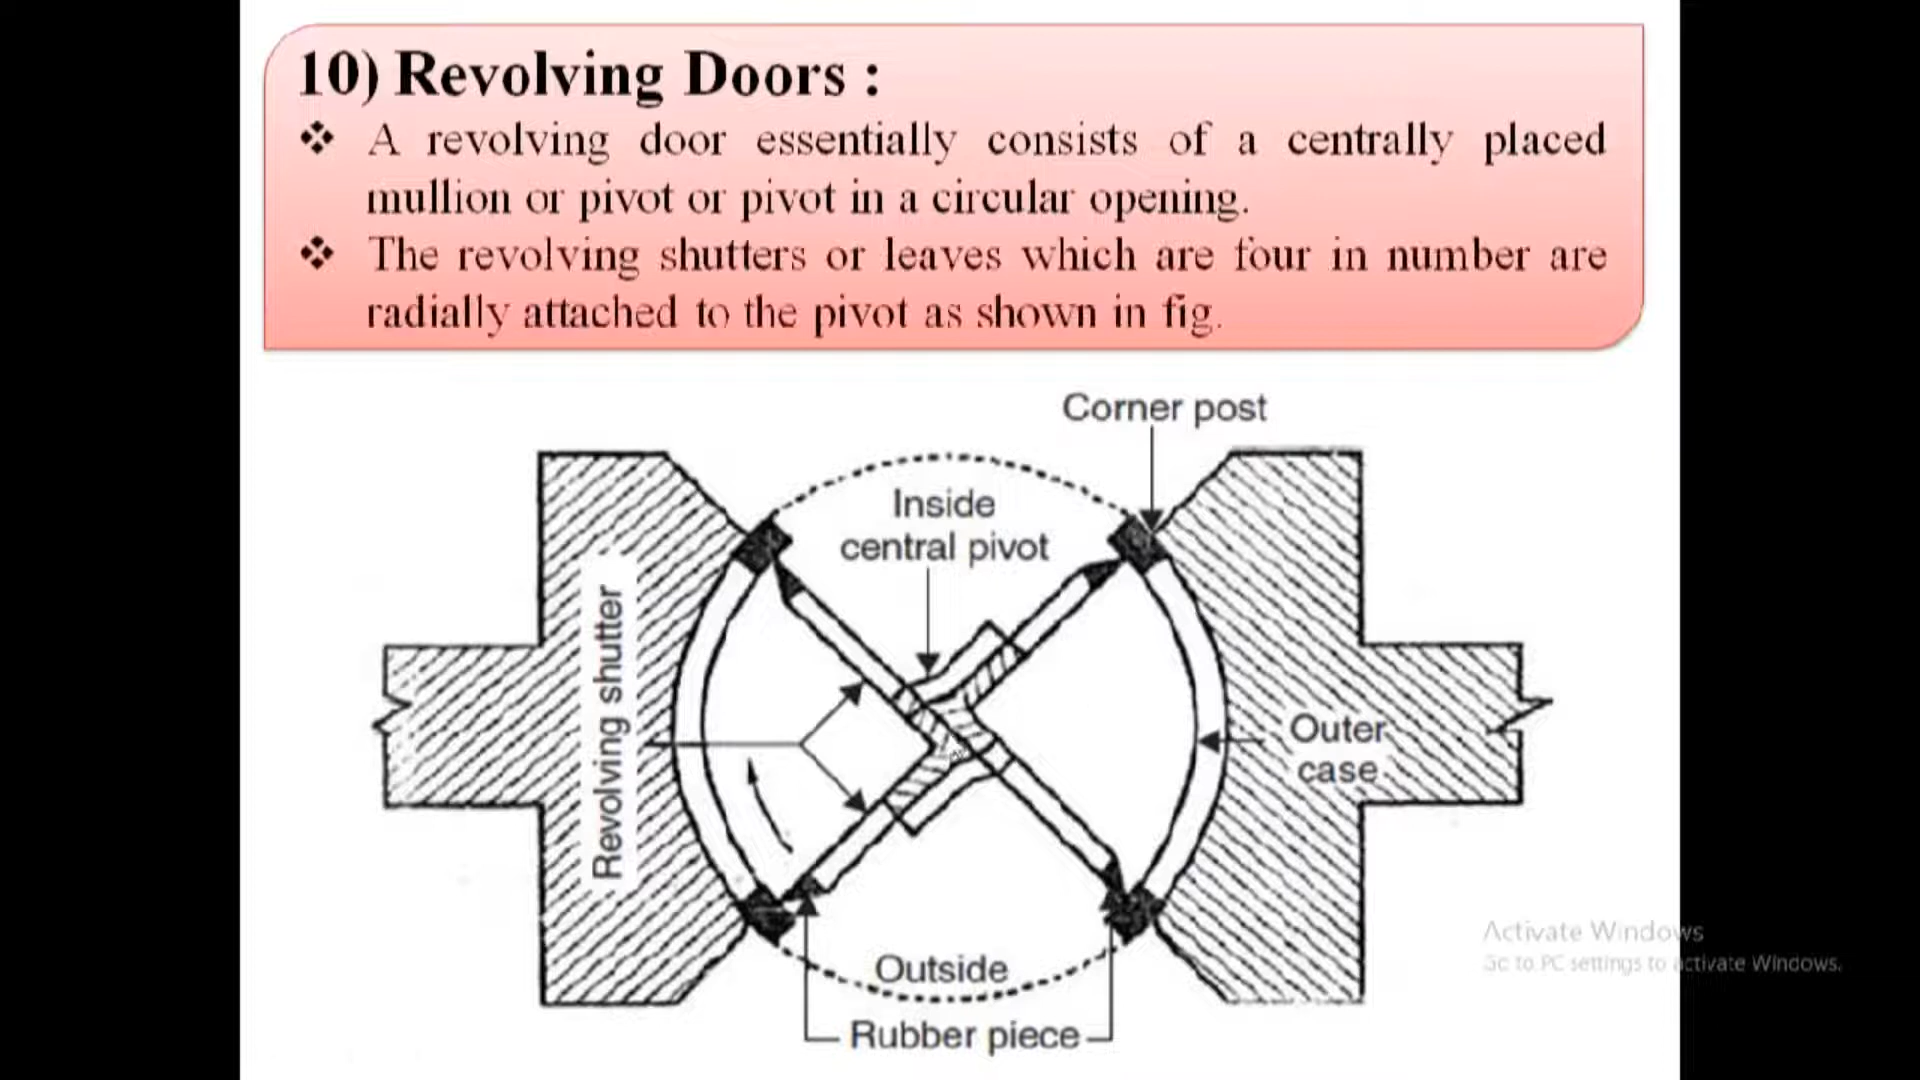 10) Revolving Doors :
❖ A revolving door essentially consists of a centrally placed
mullion or pivot or pivot in a circular opening.
❖ The revolving shutters or leaves which are four in number are
radially attached to the pivot as shown in fig.
Corner post
Inside
central pivot
Revolving shutter
Outer
case
Outside
Rubber piece
Activate Windows
Go to PC settings to activate Windows.